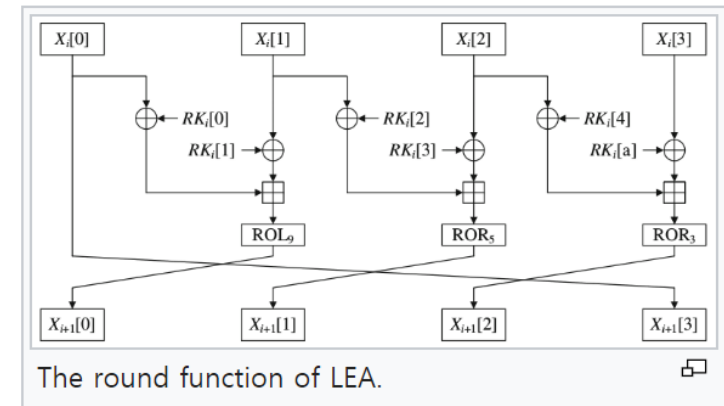 Xᵢ[0] Xᵢ[1] Xᵢ[2] Xᵢ[3]
RKᵢ[0] RKᵢ[2] RKᵢ[4]
RKᵢ[1] RKᵢ[3] RKᵢ[a]
ROL₉ ROR₅ ROR₃
Xᵢ₊₁[0] Xᵢ₊₁[1] Xᵢ₊₁[2] Xᵢ₊₁[3]
The round function of LEA.